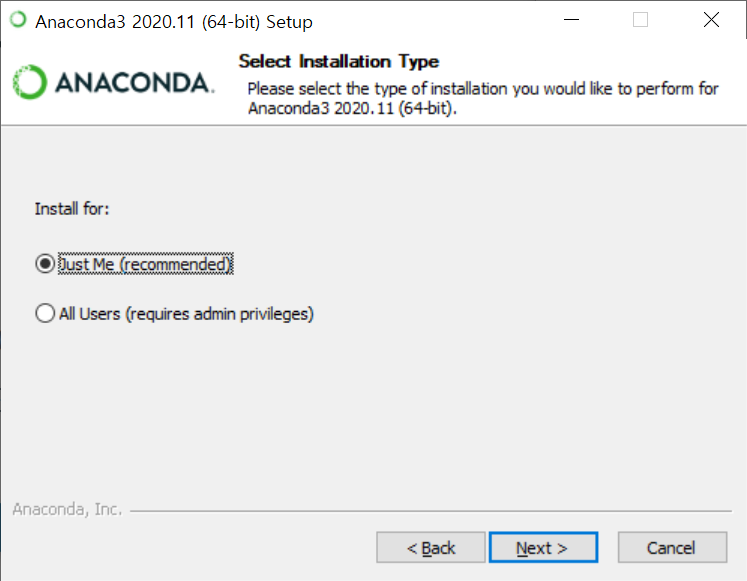 Anaconda3 2020.11 (64-bit) Setup
ANACONDA.
Select Installation Type
Please select the type of installation you would like to perform for
Anaconda3 2020.11 (64-bit).
Install for:
Just Me (recommended)
All Users (requires admin privileges)
Anaconda, Inc.
< Back
Next >
Cancel